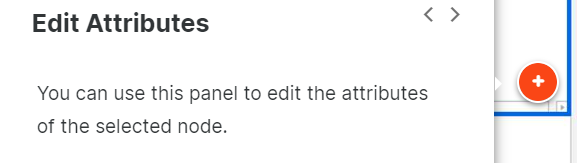 Edit Attributes
You can use this panel to edit the attributes
of the selected node.